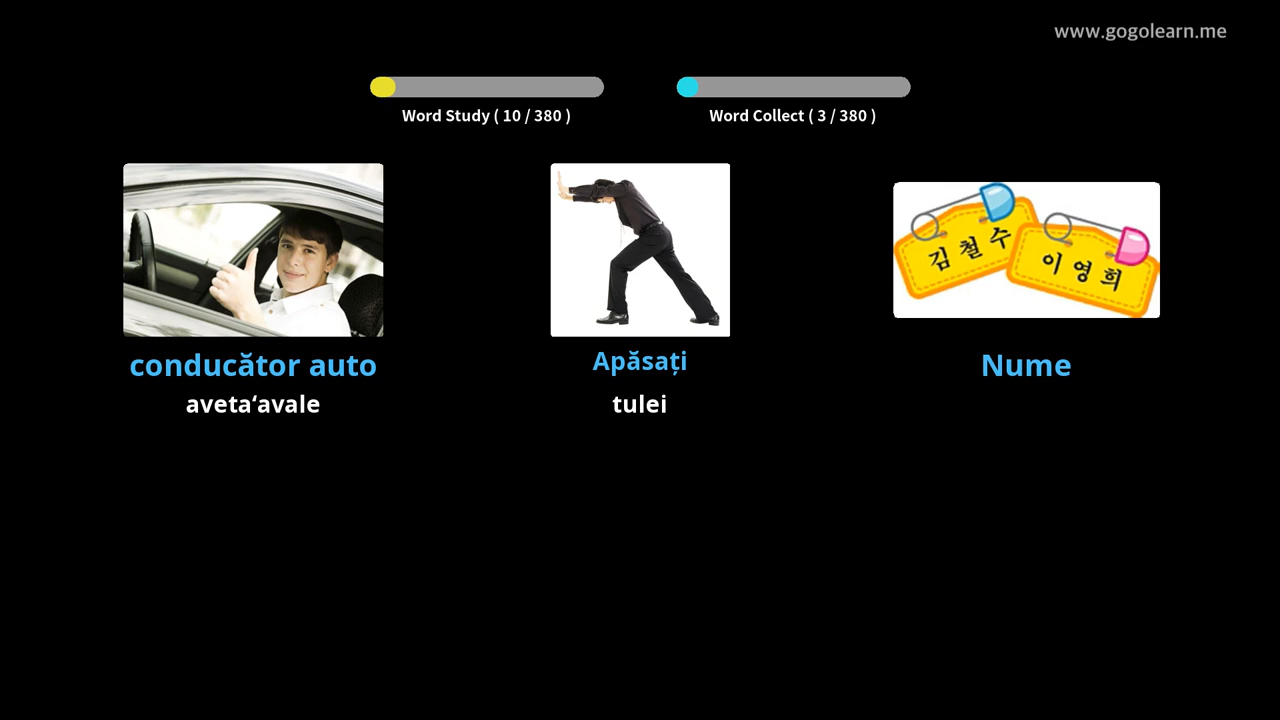 www.gogolearn.me
Word Study ( 10 / 380 )
Word Collect ( 3 / 380 )
김철수
이영희
conducător auto
Apăsați
Nume
aveta‘avale
tulei